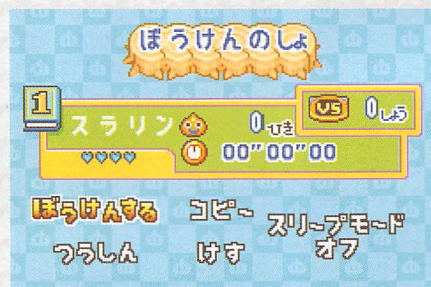 ぼうけんのしょ
1 スラリン 0ひき VS 0しょう
00"00"00
ぼうけんする コピー スリープモード
オフ
つうしん けす